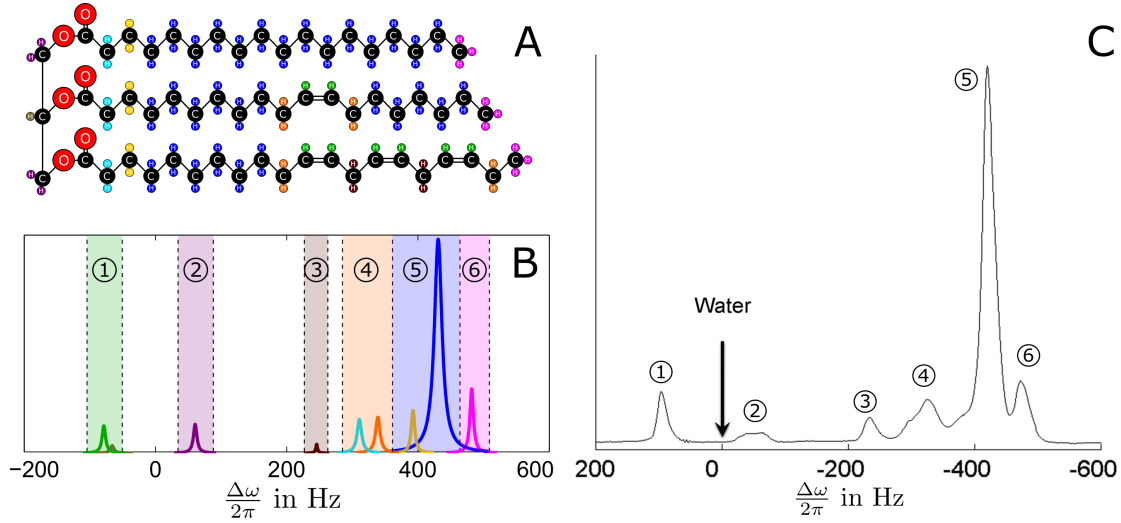 A
O
O C C C C C C C C C C C C C C C C C C
O
O C C C C C C C C C C C C C C C C C C
O
O C C C C C C C C C C C C C C C C C C
B
① ② ③ ④ ⑤ ⑥
−200 0 200 400 600
Δω/2π in Hz
C
⑤
Water
① ② ③ ④ ⑥
200 0 -200 -400 -600
Δω/2π in Hz